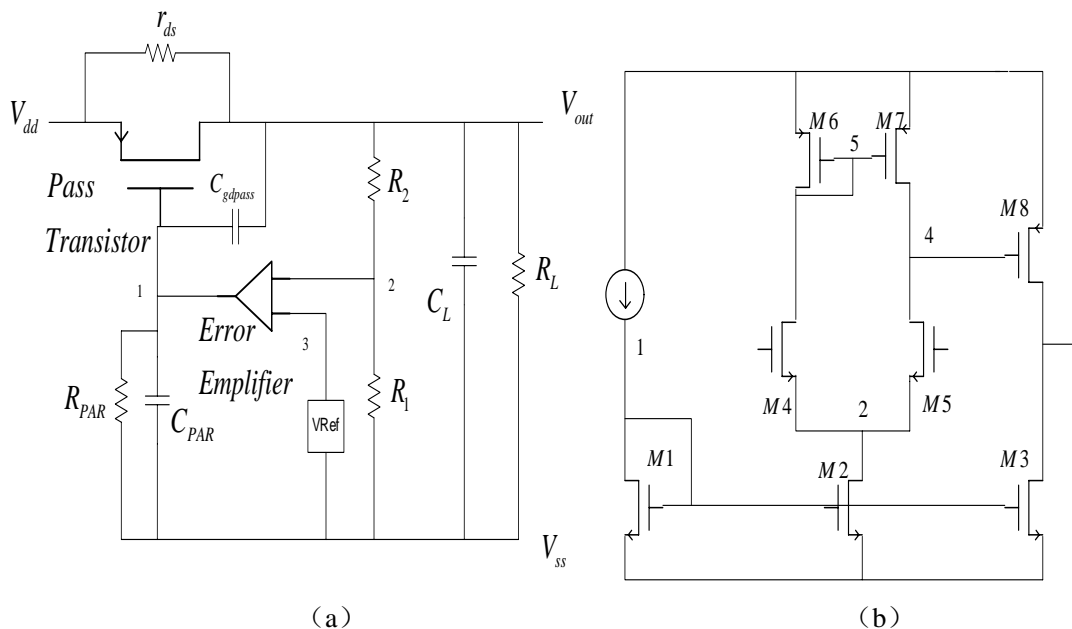 r_ds
V_dd
V_out
Pass
Transistor
C_gdpass
R_2
1
2
Error
3
Emplifier
C_L
R_L
R_PAR
C_PAR
VRef
R_1
V_ss
(a)
M6
5
M7
M8
4
1
M4
M5
2
M1
M2
M3
(b)